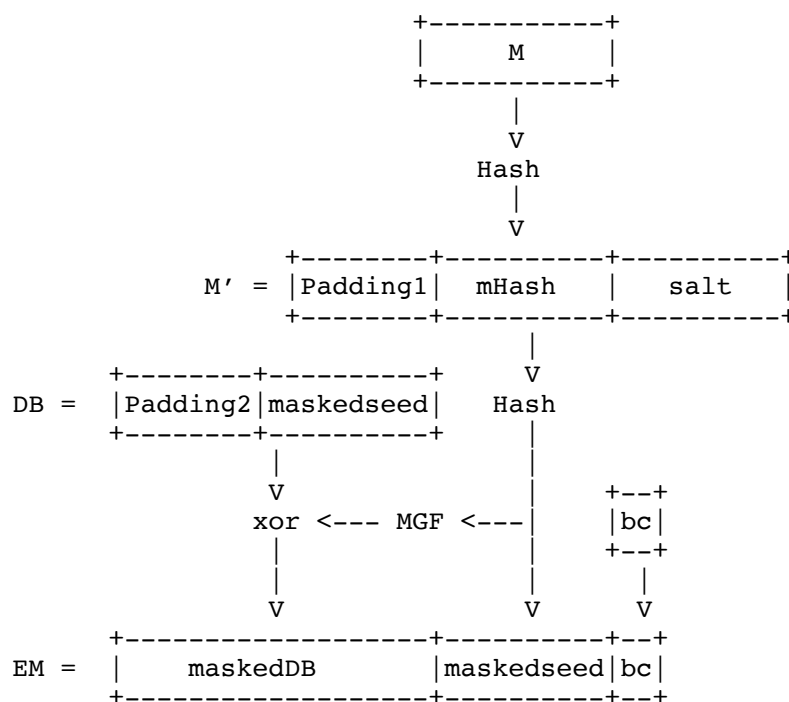 M
Hash
M′ = Padding1 mHash salt
DB = Padding2 maskedseed Hash
xor <--- MGF <--- bc
EM = maskedDB maskedseed bc